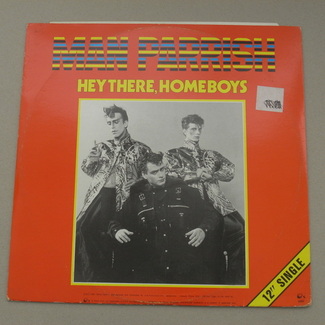 MAN PARRISH
HEY THERE, HOMEBOYS
12" SINGLE